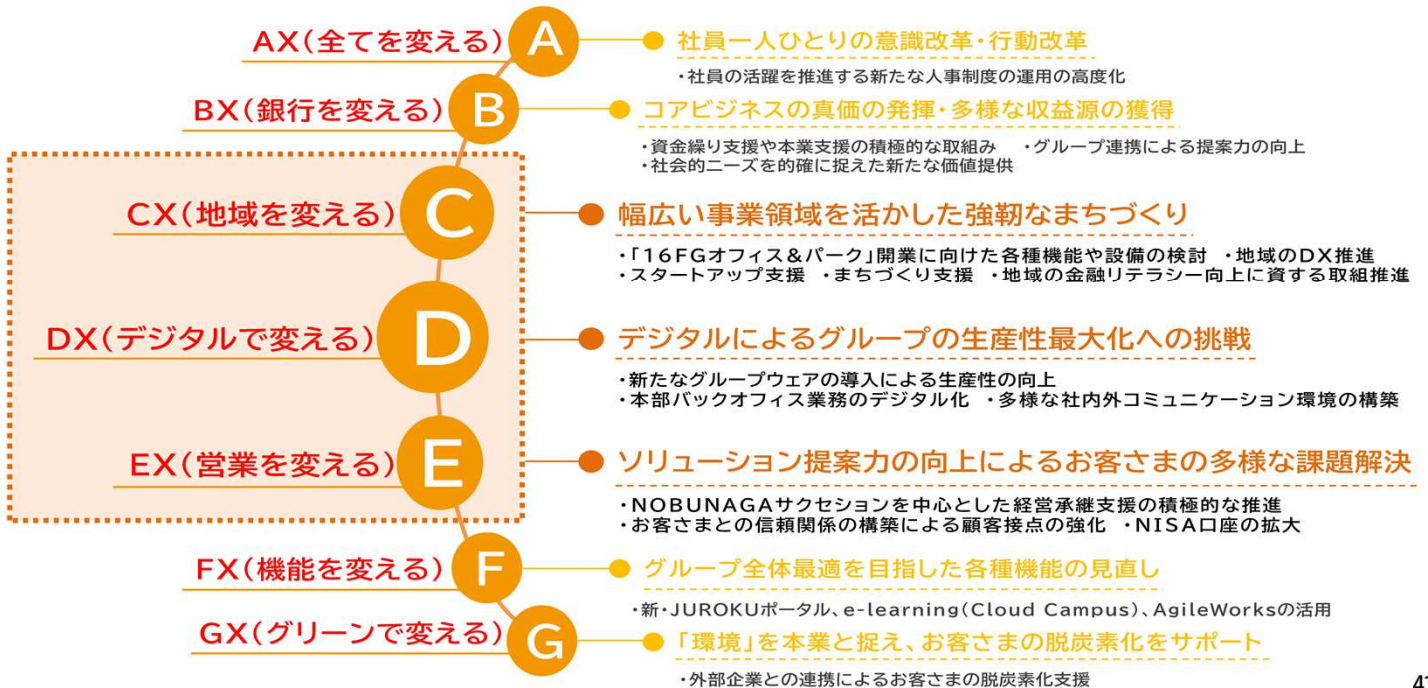 AX(全てを変える) A 社員一人ひとりの意識改革・行動改革
・社員の活躍を推進する新たな人事制度の運用の高度化
BX(銀行を変える) B コアビジネスの真価の発揮・多様な収益源の獲得
・資金繰り支援や本業支援の積極的な取組み ・グループ連携による提案力の向上
・社会的ニーズを的確に捉えた新たな価値提供
CX(地域を変える) C 幅広い事業領域を活かした強靭なまちづくり
・「16FGオフィス&パーク」開業に向けた各種機能や設備の検討 ・地域のDX推進
・スタートアップ支援 ・まちづくり支援 ・地域の金融リテラシー向上に資する取組推進
DX(デジタルで変える) D デジタルによるグループの生産性最大化への挑戦
・新たなグループウェアの導入による生産性の向上
・本部バックオフィス業務のデジタル化 ・多様な社内外コミュニケーション環境の構築
EX(営業を変える) E ソリューション提案力の向上によるお客さまの多様な課題解決
・NOBUNAGAサクセションを中心とした経営承継支援の積極的な推進
・お客さまとの信頼関係の構築による顧客接点の強化 ・NISA口座の拡大
FX(機能を変える) F グループ全体最適を目指した各種機能の見直し
・新・JUROKUポータル、e-learning(Cloud Campus)、AgileWorksの活用
GX(グリーンで変える) G 「環境」を本業と捉え、お客さまの脱炭素化をサポート
・外部企業との連携によるお客さまの脱炭素化支援